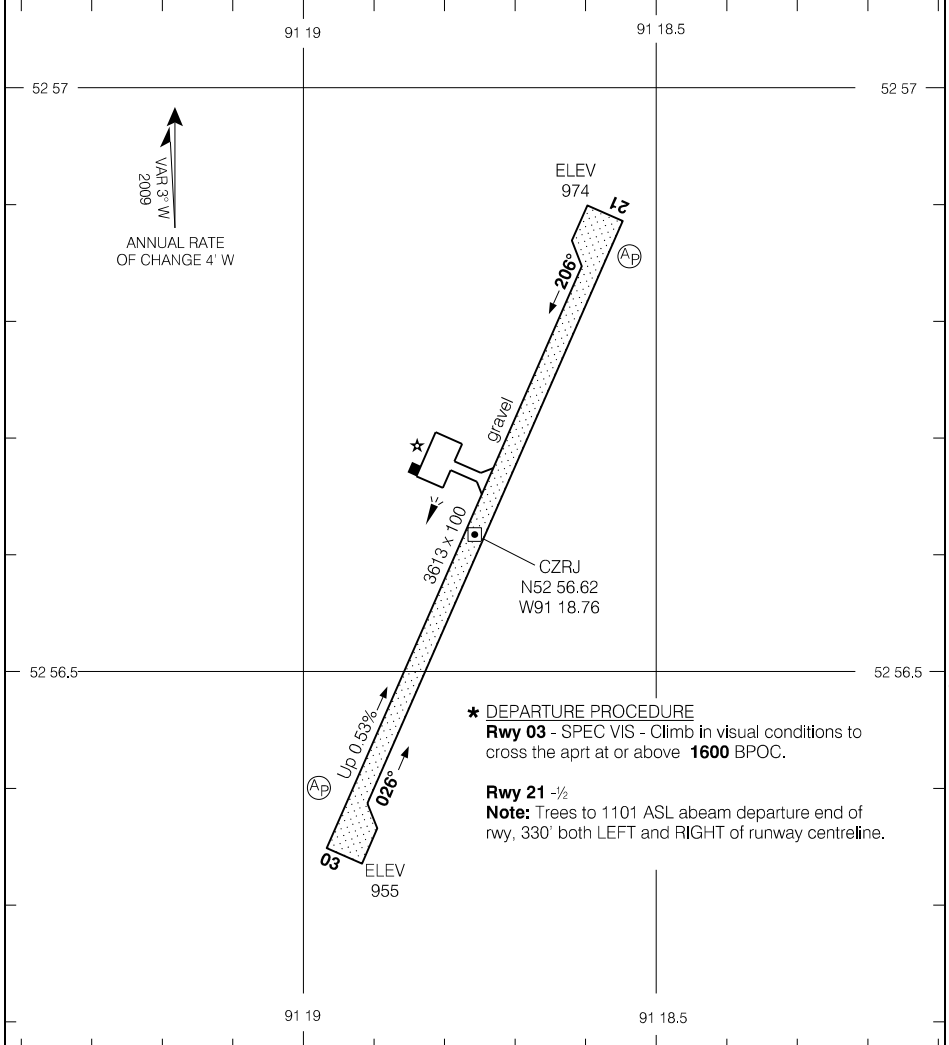 91 19
91 18.5
52 57
52 57
VAR 3° W
2009
ANNUAL RATE
OF CHANGE 4' W
ELEV
974
21
AP
206°
gravel
3613 x 100
CZRJ
N52 56.62
W91 18.76
52 56.5
52 56.5
Up 0.53%
026°
AP
03
ELEV
955
* DEPARTURE PROCEDURE
Rwy 03 - SPEC VIS - Climb in visual conditions to
cross the aprt at or above 1600 BPOC.
Rwy 21 -½
Note: Trees to 1101 ASL abeam departure end of
rwy, 330' both LEFT and RIGHT of runway centreline.
91 19
91 18.5